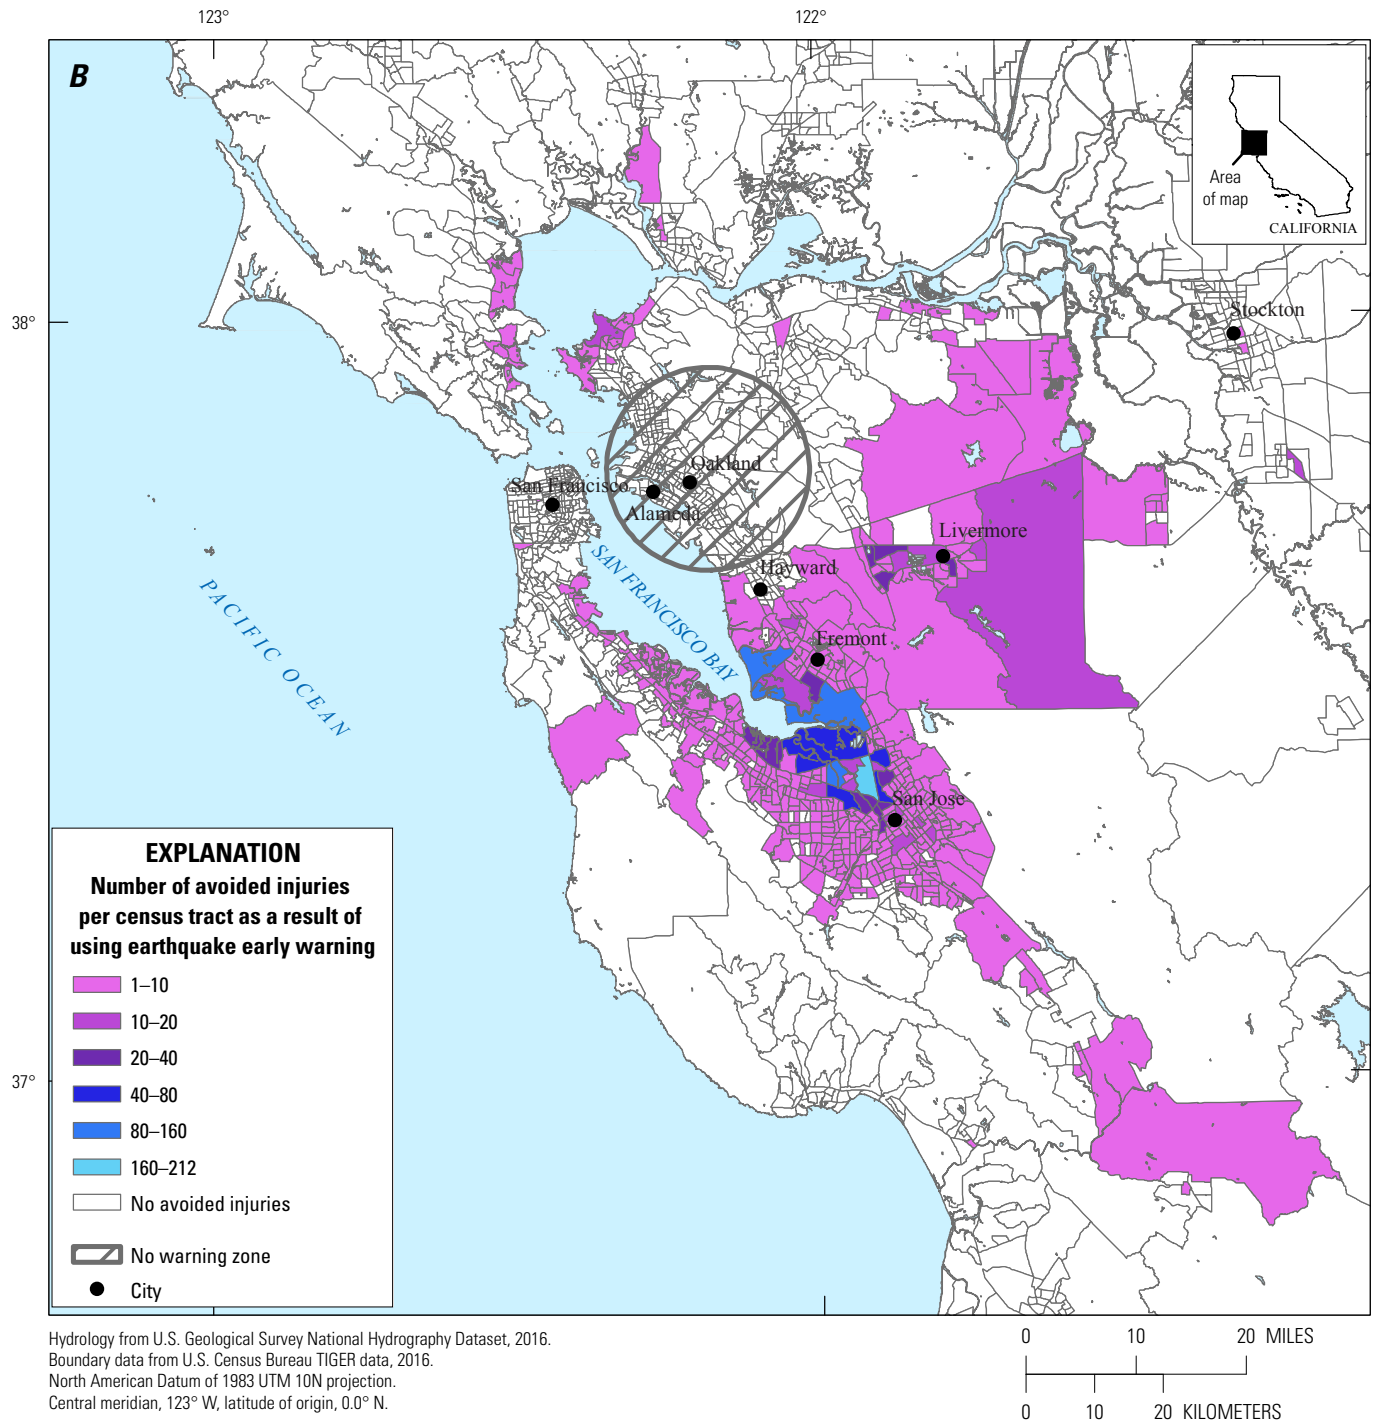 123°
122°
B
Area
of map
CALIFORNIA
38°
Stockton
Oakland
San Francisco
Alameda
Livermore
Hayward
SAN FRANCISCO BAY
PACIFIC OCEAN
Fremont
San Jose
EXPLANATION
Number of avoided injuries
per census tract as a result of
using earthquake early warning
1–10
10–20
20–40
40–80
80–160
160–212
No avoided injuries
No warning zone
City
37°
Hydrology from U.S. Geological Survey National Hydrography Dataset, 2016.
Boundary data from U.S. Census Bureau TIGER data, 2016.
North American Datum of 1983 UTM 10N projection.
Central meridian, 123° W, latitude of origin, 0.0° N.
0 10 20 MILES
0 10 20 KILOMETERS